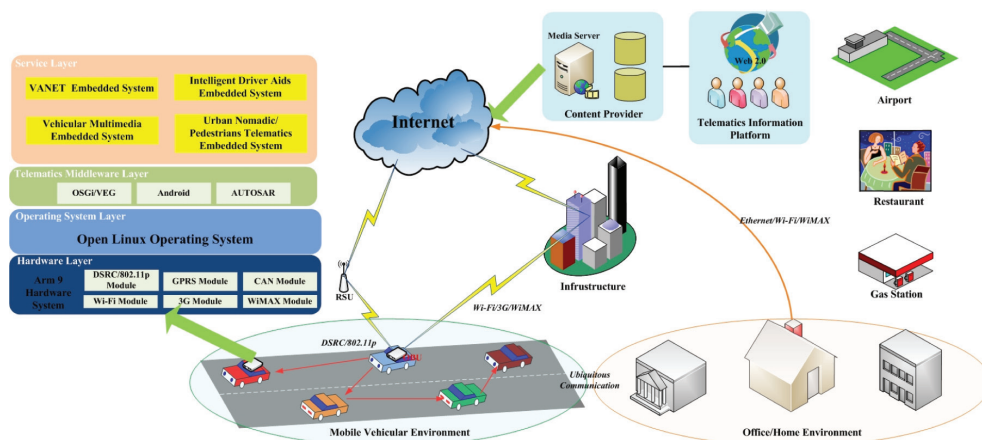 Service Layer
VANET Embedded System
Intelligent Driver Aids
Embedded System
Vehicular Multimedia
Embedded System
Urban Nomadic/
Pedestrians Telematics
Embedded System
Telematics Middleware Layer
OSGi/VEG
Android
AUTOSAR
Operating System Layer
Open Linux Operating System
Hardware Layer
Arm 9
Hardware
System
DSRC/802.11p
Module
GPRS Module
CAN Module
Wi-Fi Module
3G Module
WiMAX Module
Internet
Media Server
Content Provider
Web 2.0
Telematics Information
Platform
Airport
Restaurant
Gas Station
Ethernet/Wi-Fi/WiMAX
Infrustructure
RSU
Wi-Fi/3G/WiMAX
DSRC/802.11p
Ubiquitous
Communication
Mobile Vehicular Environment
Office/Home Environment